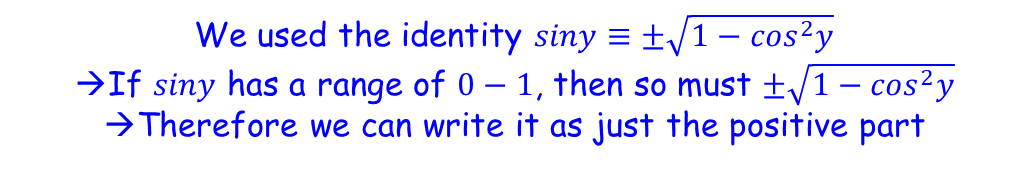 We used the identity siny ≡ ±√1 − cos²y
→If siny has a range of 0 − 1, then so must ±√1 − cos²y
→Therefore we can write it as just the positive part